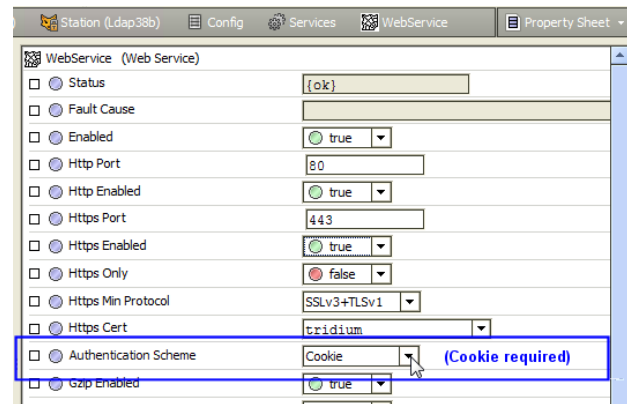 ) Station (Ldap38b) Config Services WebService Property Sheet
WebService (Web Service)
Status {ok}
Fault Cause
Enabled true
Http Port 80
Http Enabled true
Https Port 443
Https Enabled true
Https Only false
Https Min Protocol SSLv3+TLSv1
Https Cert tridium
Authentication Scheme Cookie (Cookie required)
Gzip Enabled true